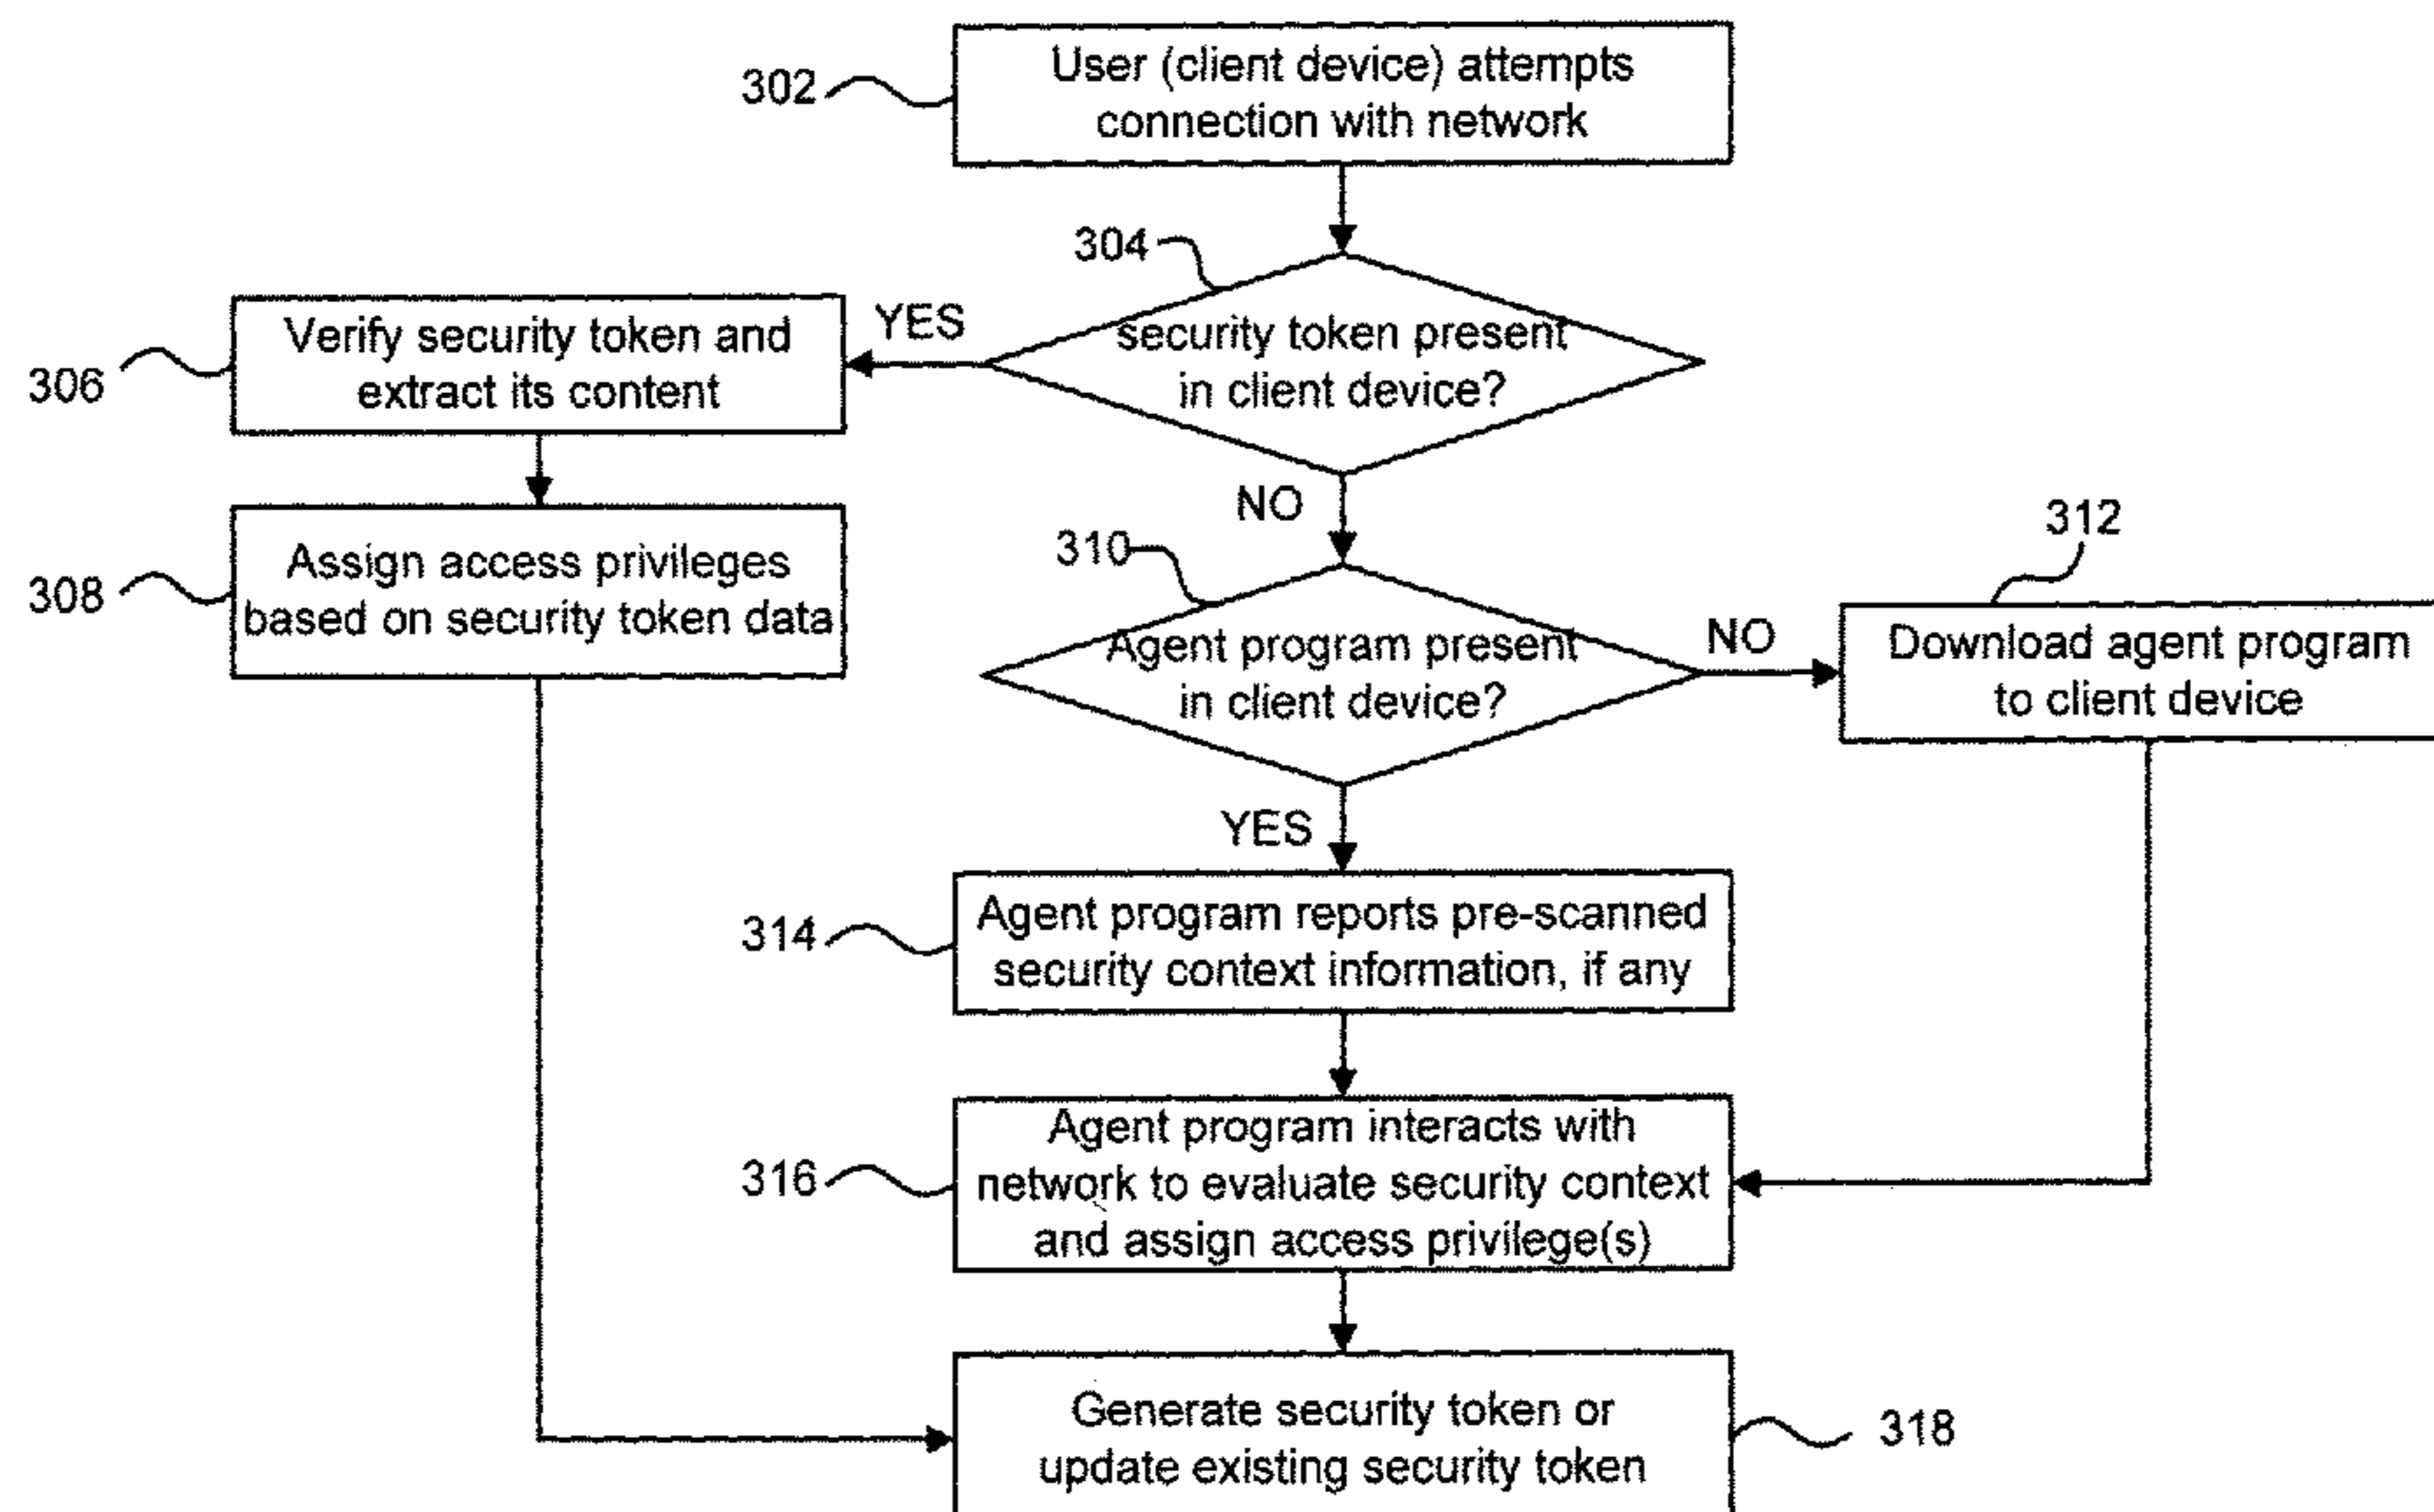 302
User (client device) attempts
connection with network
304
security token present
in client device?
YES
306
Verify security token and
extract its content
308
Assign access privileges
based on security token data
NO
310
Agent program present
in client device?
NO
312
Download agent program
to client device
YES
314
Agent program reports pre-scanned
security context information, if any
316
Agent program interacts with
network to evaluate security context
and assign access privilege(s)
Generate security token or
update existing security token
318